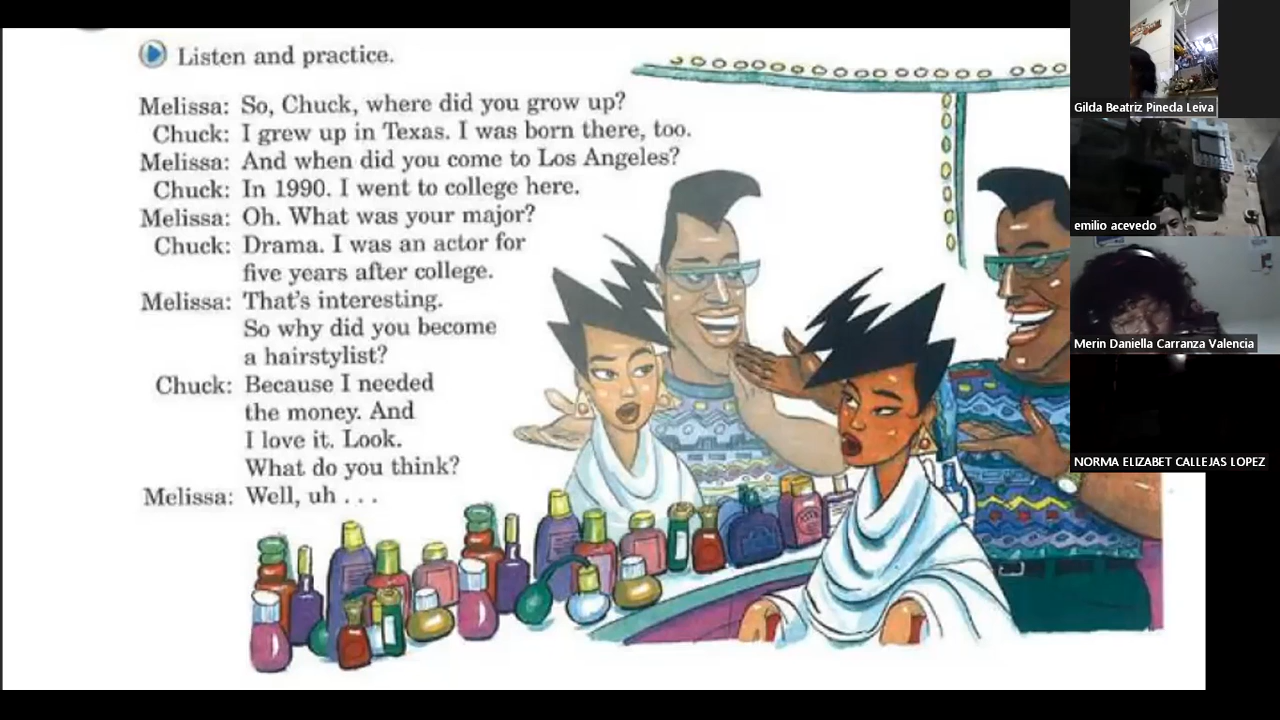 Listen and practice.
Melissa: So, Chuck, where did you grow up?
Chuck: I grew up in Texas. I was born there, too.
Melissa: And when did you come to Los Angeles?
Chuck: In 1990. I went to college here.
Melissa: Oh. What was your major?
Chuck: Drama. I was an actor for
five years after college.
Melissa: That's interesting.
So why did you become
a hairstylist?
Chuck: Because I needed
the money. And
I love it. Look.
What do you think?
Melissa: Well, uh . . .
Gilda Beatriz Pineda Leiva
emilio acevedo
Merin Daniella Carranza Valencia
NORMA ELIZABET CALLEJAS LOPEZ